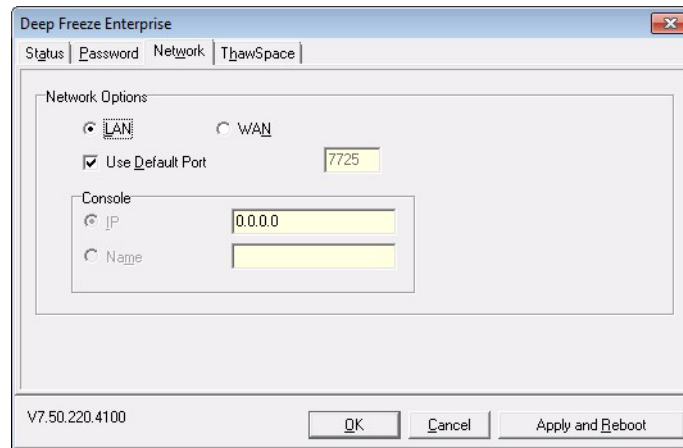 Deep Freeze Enterprise
Status Password Network ThawSpace
Network Options
LAN WAN
Use Default Port 7725
Console
IP 0.0.0.0
Name
V7.50.220.4100 OK Cancel Apply and Reboot